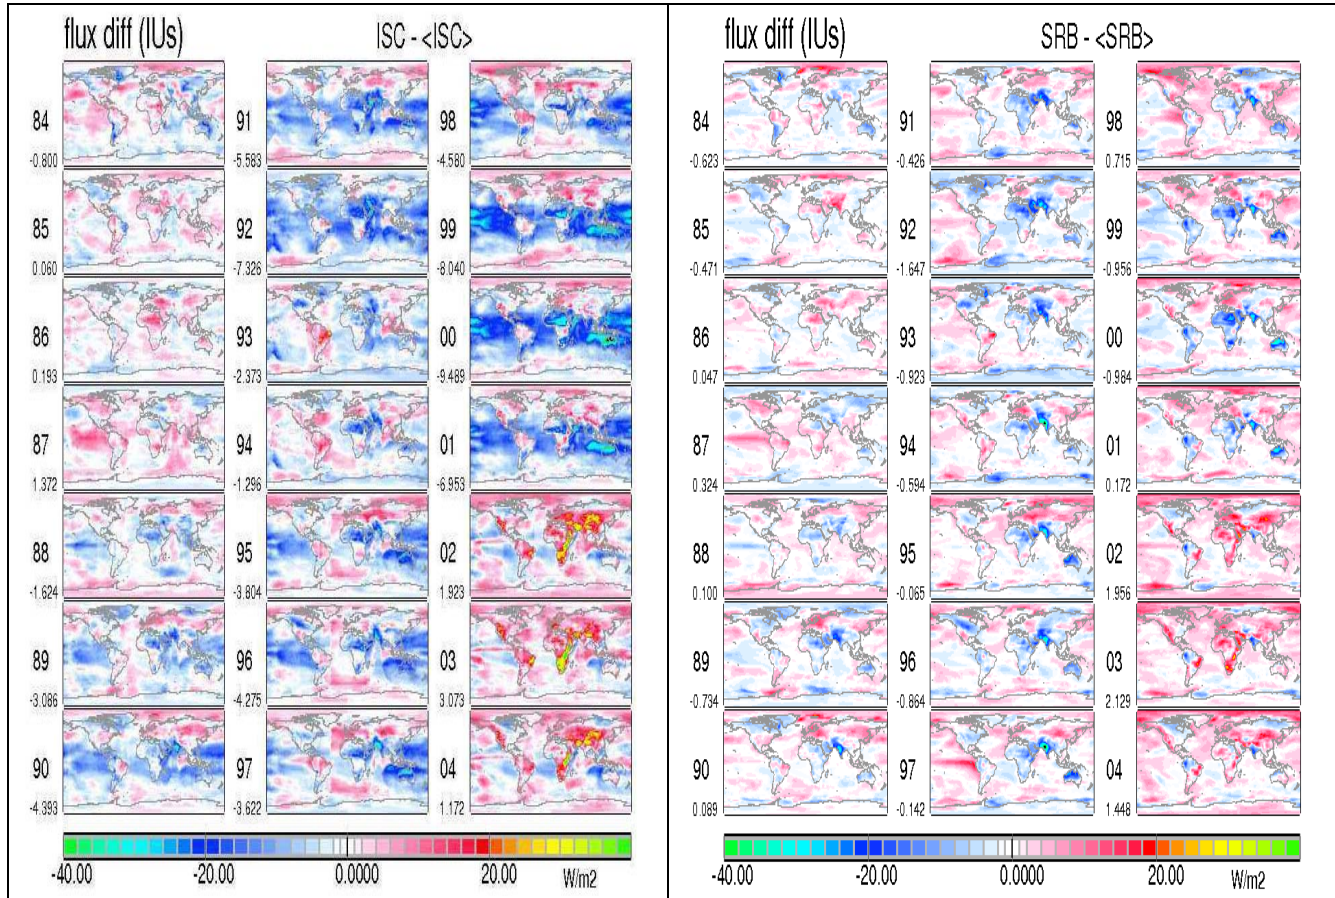 flux diff (IUs) ISC - <ISC>
84 91 98
-0.800 -5.583 -4.580
85 92 99
0.060 -7.326 -8.040
86 93 00
0.193 -2.373 -9.489
87 94 01
1.372 -1.296 -6.953
88 95 02
-1.624 -3.804 1.923
89 96 03
-3.086 -4.275 3.073
90 97 04
-4.393 -3.622 1.172
-40.00 -20.00 0.0000 20.00 W/m2
flux diff (IUs) SRB - <SRB>
84 91 98
-0.623 -0.426 0.715
85 92 99
-0.471 -1.647 -0.956
86 93 00
0.047 -0.923 -0.984
87 94 01
0.324 -0.594 0.172
88 95 02
0.100 -0.065 1.956
89 96 03
-0.734 -0.864 2.129
90 97 04
0.089 -0.142 1.448
-40.00 -20.00 0.0000 20.00 W/m2